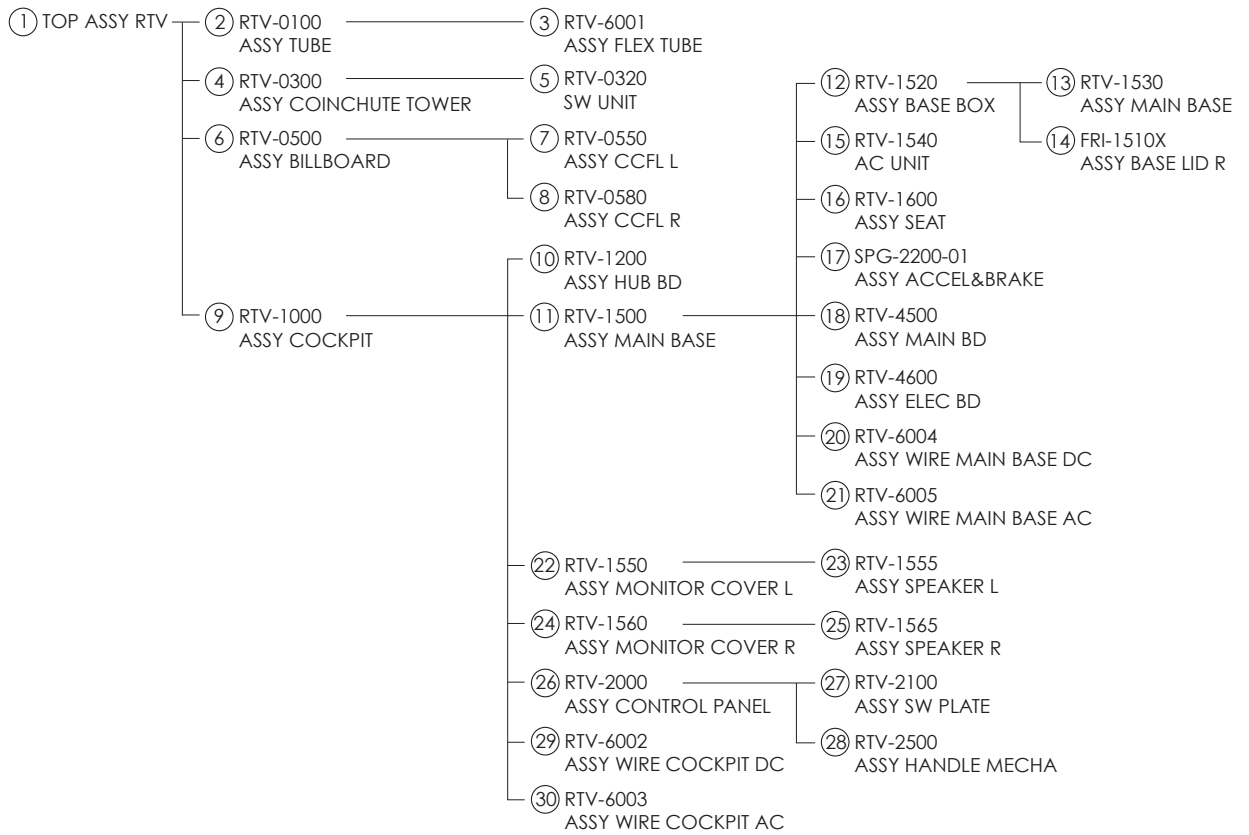 1 TOP ASSY RTV
2 RTV-0100
ASSY TUBE
3 RTV-6001
ASSY FLEX TUBE
4 RTV-0300
ASSY COINCHUTE TOWER
5 RTV-0320
SW UNIT
6 RTV-0500
ASSY BILLBOARD
7 RTV-0550
ASSY CCFL L
8 RTV-0580
ASSY CCFL R
9 RTV-1000
ASSY COCKPIT
10 RTV-1200
ASSY HUB BD
11 RTV-1500
ASSY MAIN BASE
12 RTV-1520
ASSY BASE BOX
13 RTV-1530
ASSY MAIN BASE
14 FRI-1510X
ASSY BASE LID R
15 RTV-1540
AC UNIT
16 RTV-1600
ASSY SEAT
17 SPG-2200-01
ASSY ACCEL&BRAKE
18 RTV-4500
ASSY MAIN BD
19 RTV-4600
ASSY ELEC BD
20 RTV-6004
ASSY WIRE MAIN BASE DC
21 RTV-6005
ASSY WIRE MAIN BASE AC
22 RTV-1550
ASSY MONITOR COVER L
23 RTV-1555
ASSY SPEAKER L
24 RTV-1560
ASSY MONITOR COVER R
25 RTV-1565
ASSY SPEAKER R
26 RTV-2000
ASSY CONTROL PANEL
27 RTV-2100
ASSY SW PLATE
28 RTV-2500
ASSY HANDLE MECHA
29 RTV-6002
ASSY WIRE COCKPIT DC
30 RTV-6003
ASSY WIRE COCKPIT AC